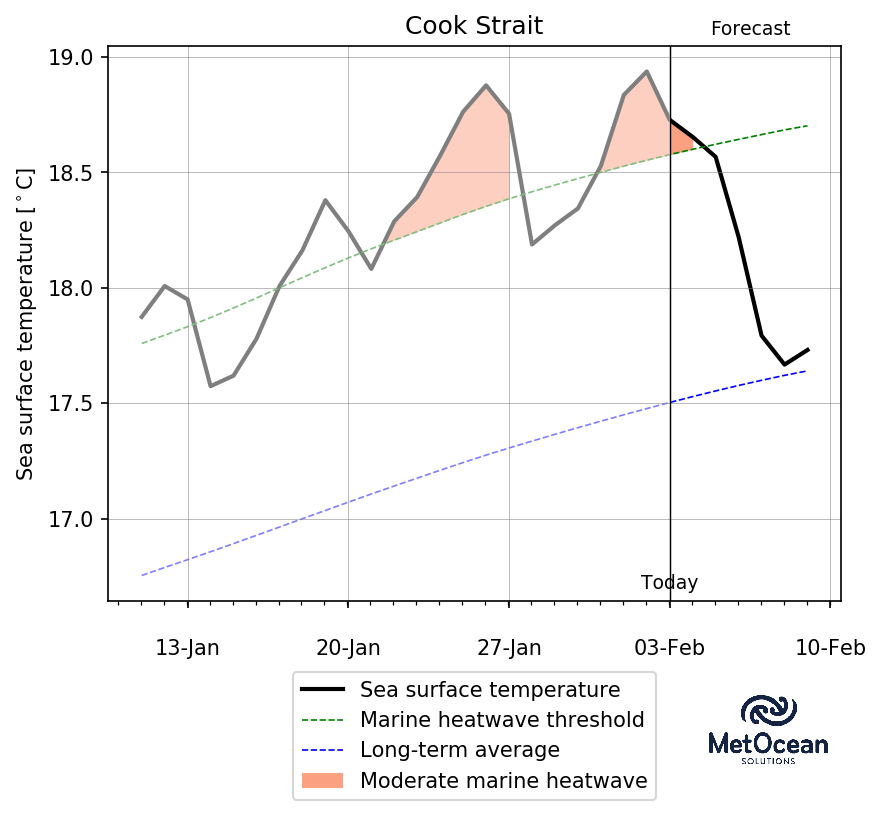 Cook Strait
Forecast
Sea surface temperature [°C]
19.0
18.5
18.0
17.5
17.0
Today
13-Jan
20-Jan
27-Jan
03-Feb
10-Feb
Sea surface temperature
Marine heatwave threshold
Long-term average
Moderate marine heatwave
MetOcean
SOLUTIONS